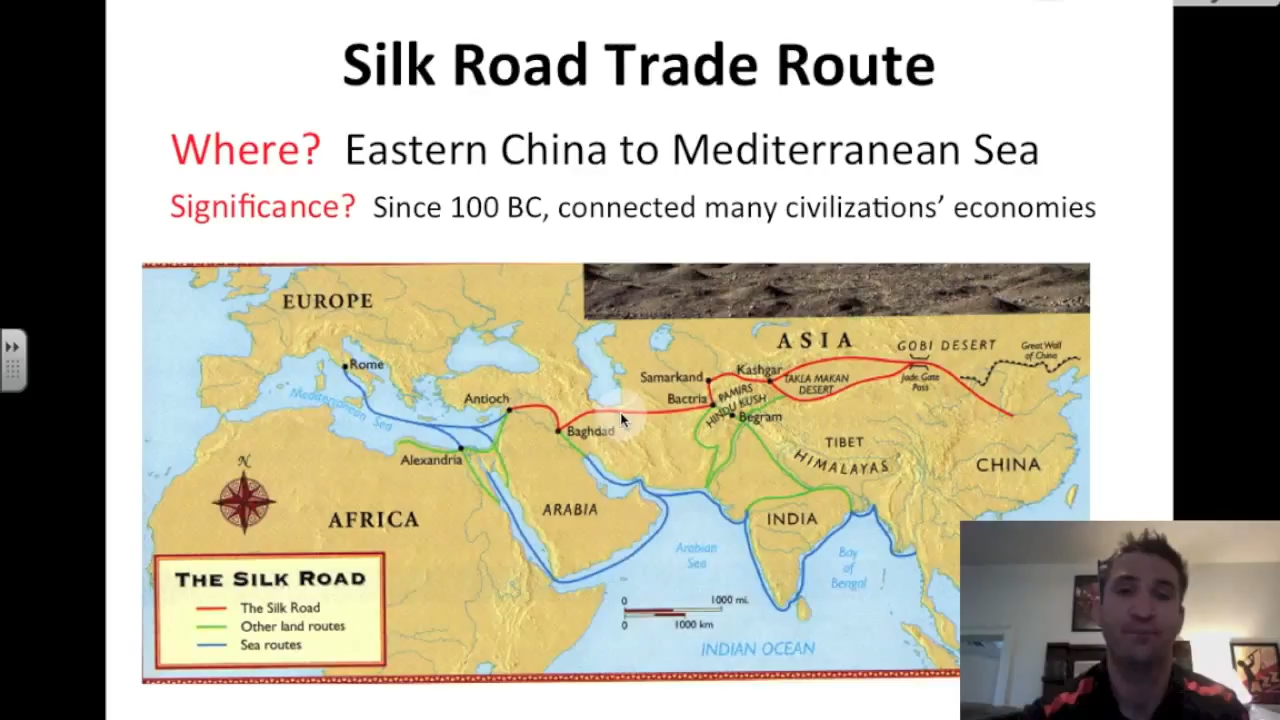 Silk Road Trade Route
Where? Eastern China to Mediterranean Sea
Significance? Since 100 BC, connected many civilizations’ economies
EUROPE
ASIA
GOBI DESERT
Great Wall
of China
Rome
Samarkand
Kashgar
TAKLA MAKAN
DESERT
Jade Gate
Pass
Mediterranean Sea
Antioch
Bactria
PAMIRS
HINDU KUSH
Begram
Baghdad
TIBET
HIMALAYAS
CHINA
Alexandria
N
AFRICA
ARABIA
INDIA
Arabian
Sea
Bay
of
Bengal
THE SILK ROAD
The Silk Road
Other land routes
Sea routes
0 1000 mi.
0 1000 km
INDIAN OCEAN